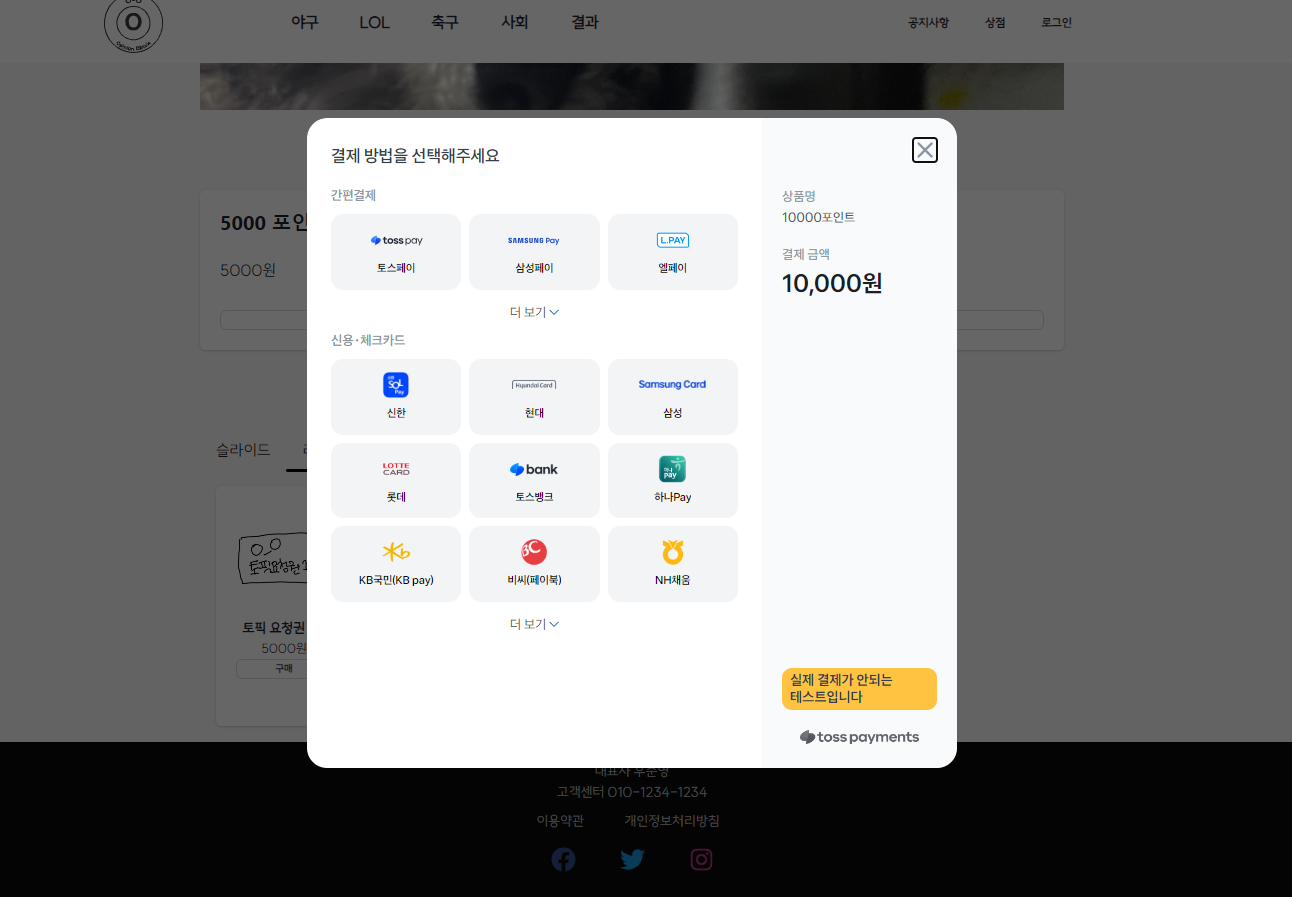 O-O
O
Opinion Obnale
야구
LOL
축구
사회
결과
공지사항
상점
로그인
5000 포인
5000원
슬라이드
토픽요청권
토픽 요청권
5000원
구매
결제 방법을 선택해주세요
간편결제
toss pay
토스페이
SAMSUNG Pay
삼성페이
L.PAY
엘페이
더 보기
신용·체크카드
신한
SOL
Pay
신한
Hyundai Card
현대
Samsung Card
삼성
LOTTE
CARD
롯데
bank
토스뱅크
하나
pay
하나Pay
KB국민(KB pay)
BC
비씨(페이북)
NH채움
더 보기
상품명
10000포인트
결제 금액
10,000원
실제 결제가 안되는
테스트입니다
toss payments
대표자 우준영
고객센터 010-1234-1234
이용약관
개인정보처리방침